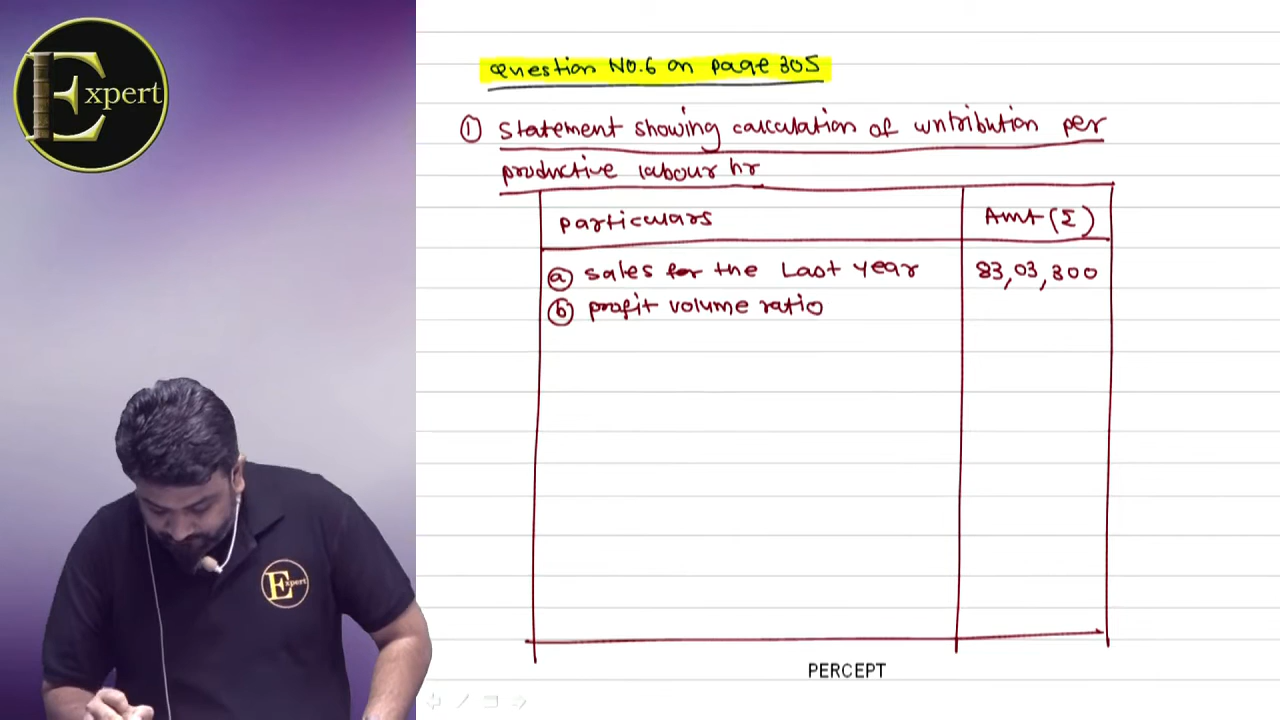 Expert
Question No.6 on page 305
① Statement showing calculation of contribution per
productive labour hr
Particulars Amt (Σ)
ⓐ Sales for the Last year 83,03,300
ⓑ profit volume ratio
Expert
PERCEPT